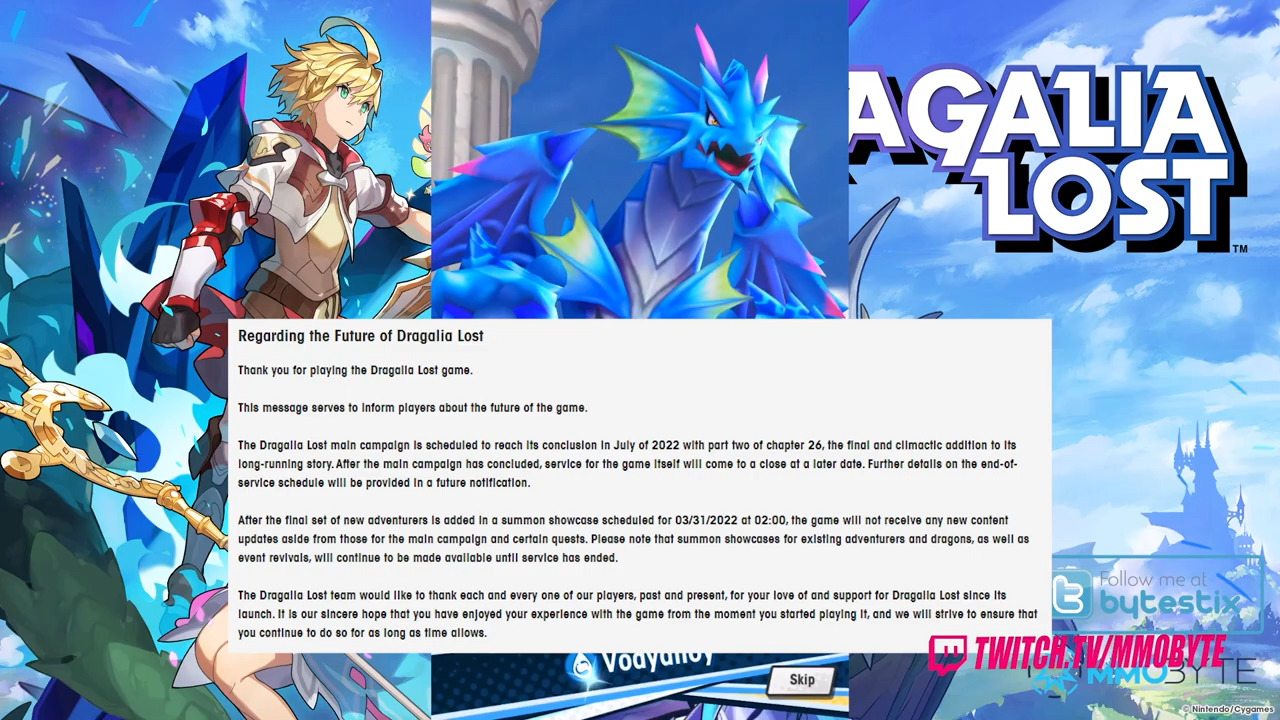 AGALIA
LOST
TM
Regarding the Future of Dragalia Lost
Thank you for playing the Dragalia Lost game.
This message serves to inform players about the future of the game.
The Dragalia Lost main campaign is scheduled to reach its conclusion in July of 2022 with part two of chapter 26, the final and climactic addition to its
long-running story. After the main campaign has concluded, service for the game itself will come to a close at a later date. Further details on the end-of-
service schedule will be provided in a future notification.
After the final set of new adventurers is added in a summon showcase scheduled for 03/31/2022 at 02:00, the game will not receive any new content
updates aside from those for the main campaign and certain quests. Please note that summon showcases for existing adventurers and dragons, as well as
event revivals, will continue to be made available until service has ended.
The Dragalia Lost team would like to thank each and every one of our players, past and present, for your love of and support for Dragalia Lost since its
launch. It is our sincere hope that you have enjoyed your experience with the game from the moment you started playing it, and we will strive to ensure that
you continue to do so for as long as time allows.
Follow me at
bytestix
TWITCH.TV/MMOBYTE
MMOBYTE
Vodyanoy
Skip
© Nintendo/Cygames